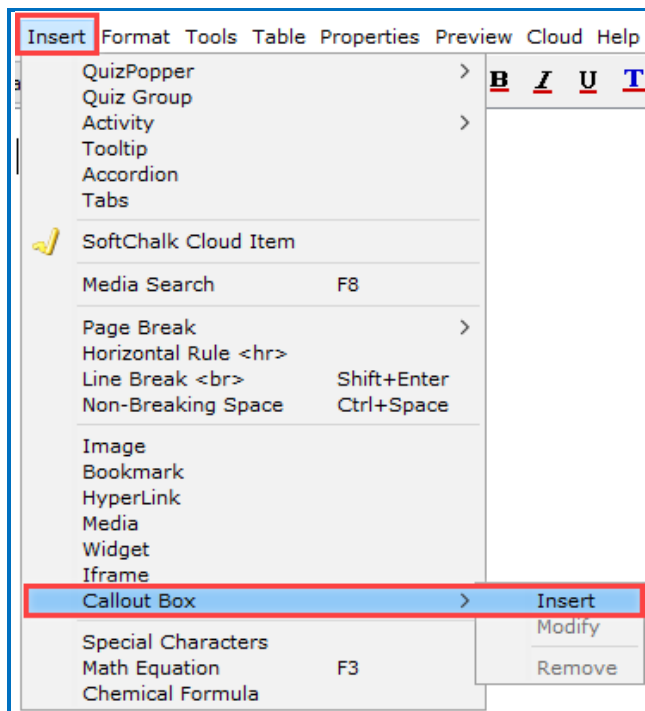 Insert Format Tools Table Properties Preview Cloud Help
B I U T
QuizPopper
Quiz Group
Activity
Tooltip
Accordion
Tabs
SoftChalk Cloud Item
Media Search F8
Page Break
Horizontal Rule <hr>
Line Break <br> Shift+Enter
Non-Breaking Space Ctrl+Space
Image
Bookmark
HyperLink
Media
Widget
Iframe
Callout Box Insert
Modify
Special Characters
Math Equation F3 Remove
Chemical Formula